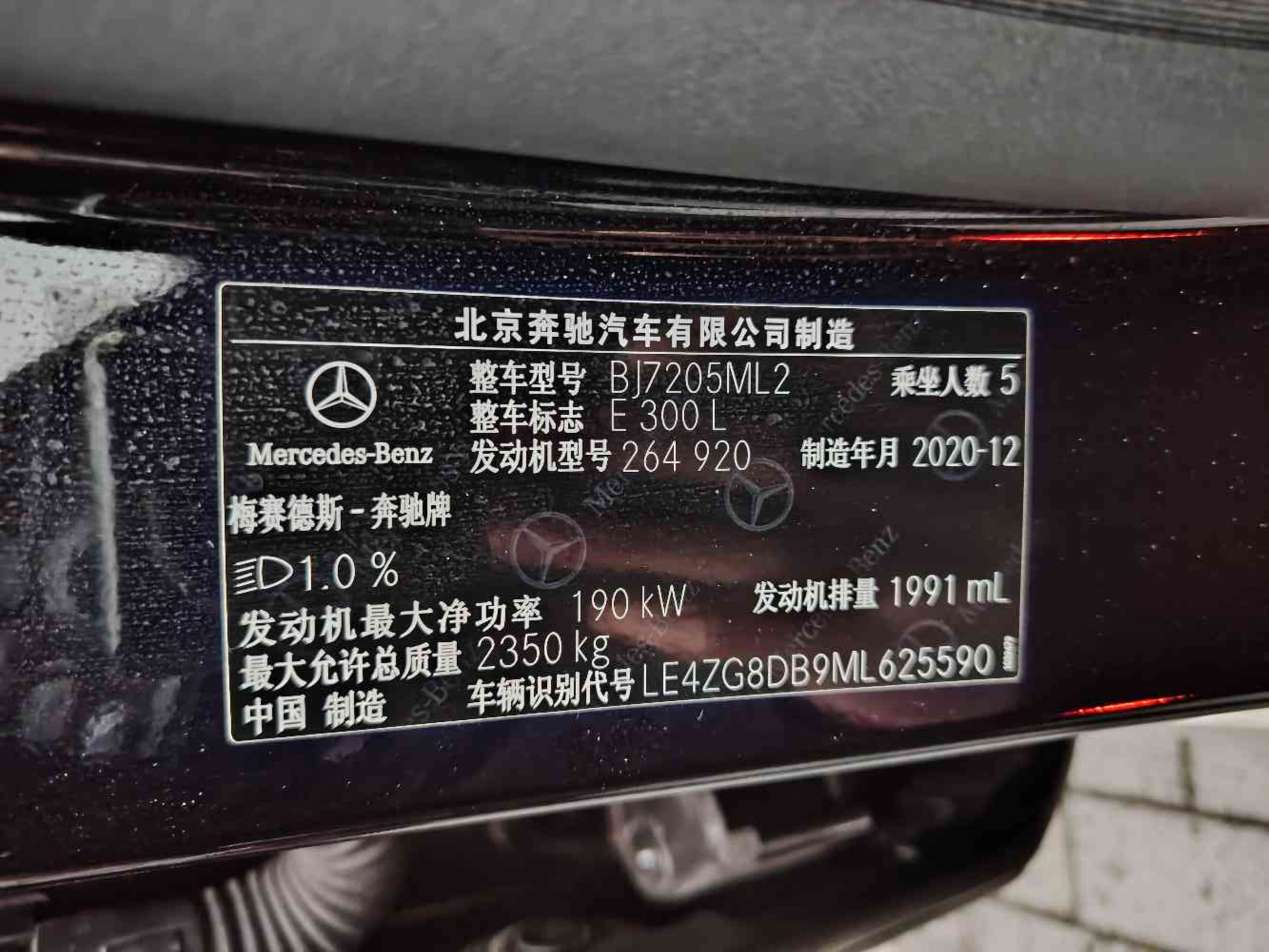 北京奔驰汽车有限公司制造
整车型号 BJ7205ML2 乘坐人数 5
整车标志 E 300 L
Mercedes-Benz 发动机型号 264 920 制造年月 2020-12
梅赛德斯-奔驰牌
1.0 %
发动机最大净功率 190 kW 发动机排量 1991 mL
最大允许总质量 2350 kg
中国 制造 车辆识别代号 LE4ZG8DB9ML625590